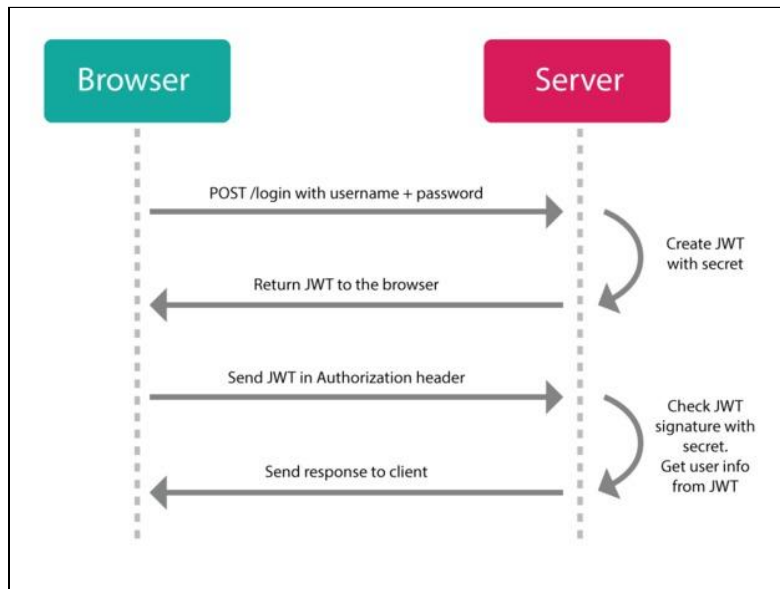 Browser
Server
POST /login with username + password
Create JWT
with secret
Return JWT to the browser
Send JWT in Authorization header
Check JWT
signature with
secret.
Get user info
from JWT
Send response to client